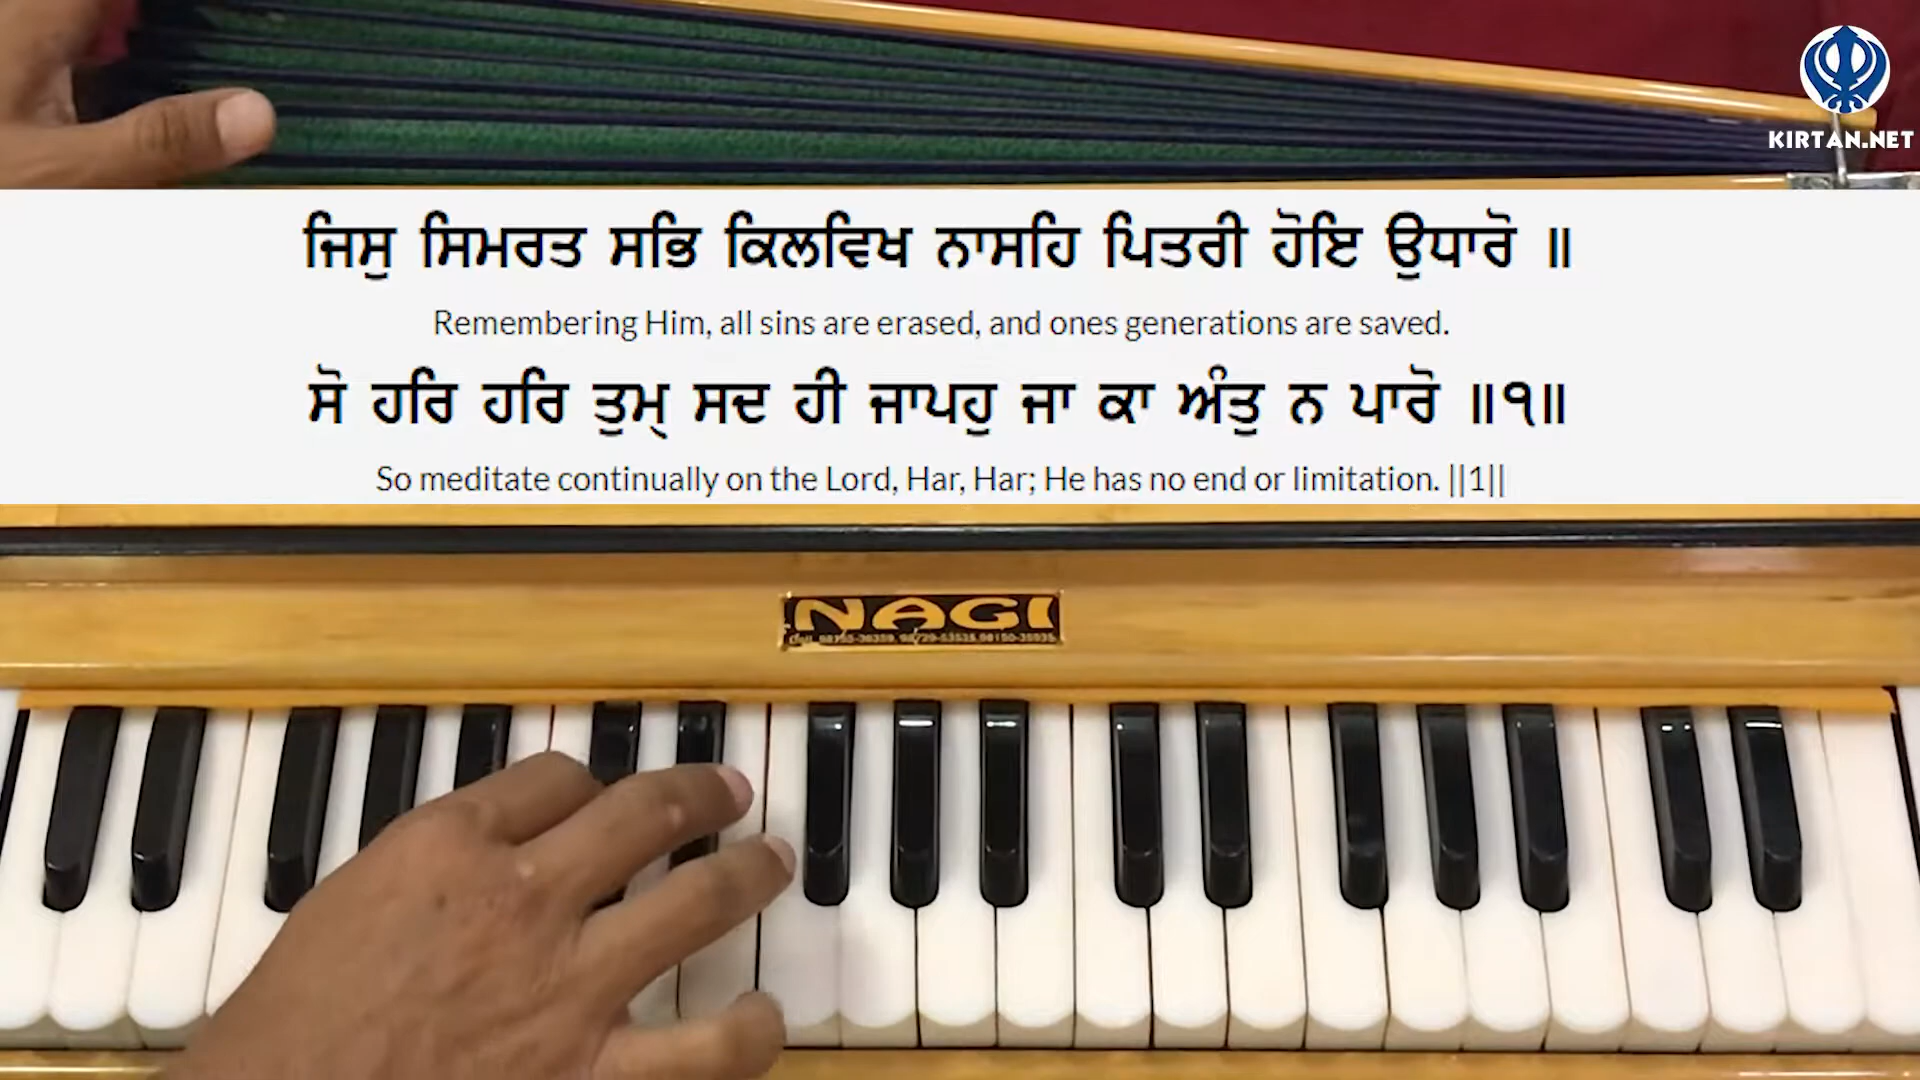 KIRTAN.NET
ਜਿਸੁ ਸਿਮਰਤ ਸਭਿ ਕਿਲਵਿਖ ਨਾਸਹਿ ਪਿਤਰੀ ਹੋਇ ਉਧਾਰੋ ॥
Remembering Him, all sins are erased, and ones generations are saved.
ਸੋ ਹਰਿ ਹਰਿ ਤੁਮ੍ ਸਦ ਹੀ ਜਾਪਹੁ ਜਾ ਕਾ ਅੰਤੁ ਨ ਪਾਰੋ ॥੧॥
So meditate continually on the Lord, Har, Har; He has no end or limitation. ||1||
NAGI